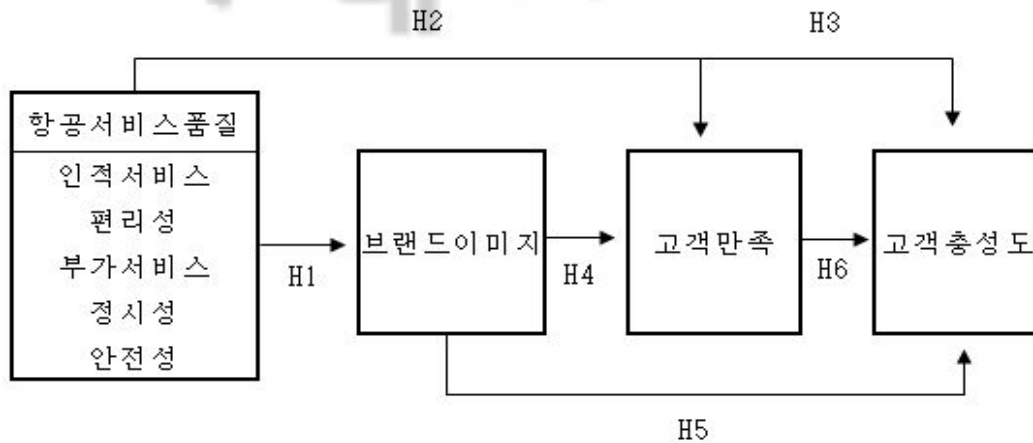 H2
H3
항공서비스품질
인적서비스
편리성
부가서비스
정시성
안전성
H1
브랜드이미지
H4
고객만족
H6
고객충성도
H5